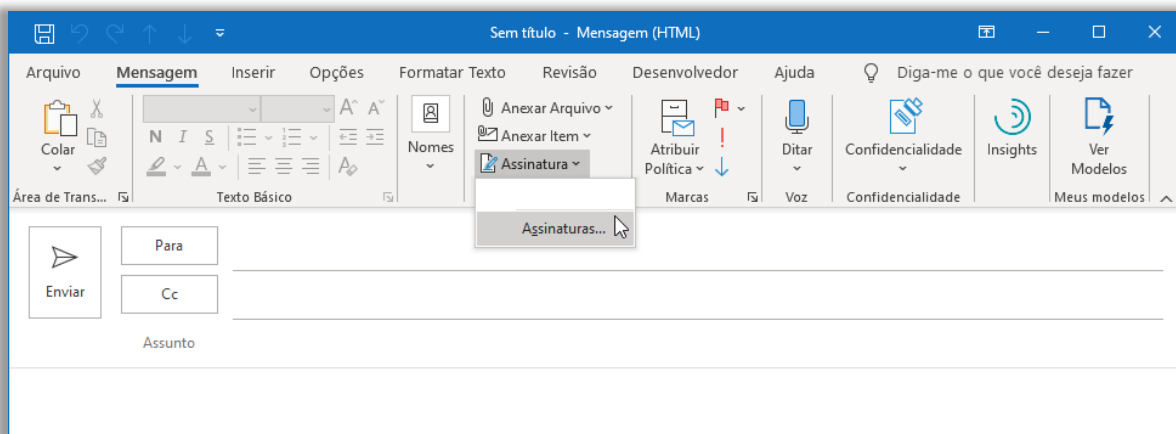 Sem título - Mensagem (HTML)
Arquivo Mensagem Inserir Opções Formatar Texto Revisão Desenvolvedor Ajuda Diga-me o que você deseja fazer
Colar
Área de Trans...
N I S
A A
A
Texto Básico
Nomes
Anexar Arquivo
Anexar Item
Assinatura
Assinaturas...
Atribuir
Política
Marcas
Ditar
Voz
Confidencialidade
Confidencialidade
Insights
Ver
Modelos
Meus modelos
Enviar
Para
Cc
Assunto